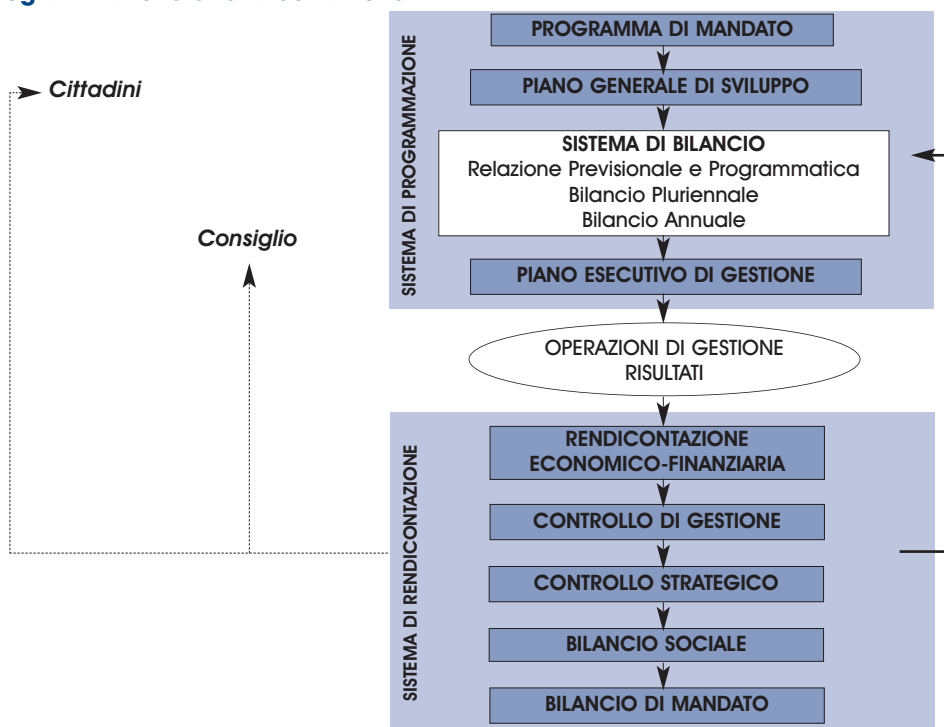 PROGRAMMA DI MANDATO
Cittadini
PIANO GENERALE DI SVILUPPO
SISTEMA DI BILANCIO
Relazione Previsionale e Programmatica
Bilancio Pluriennale
Bilancio Annuale
Consiglio
PIANO ESECUTIVO DI GESTIONE
SISTEMA DI PROGRAMMAZIONE
OPERAZIONI DI GESTIONE
RISULTATI
RENDICONTAZIONE
ECONOMICO-FINANZIARIA
CONTROLLO DI GESTIONE
CONTROLLO STRATEGICO
BILANCIO SOCIALE
BILANCIO DI MANDATO
SISTEMA DI RENDICONTAZIONE